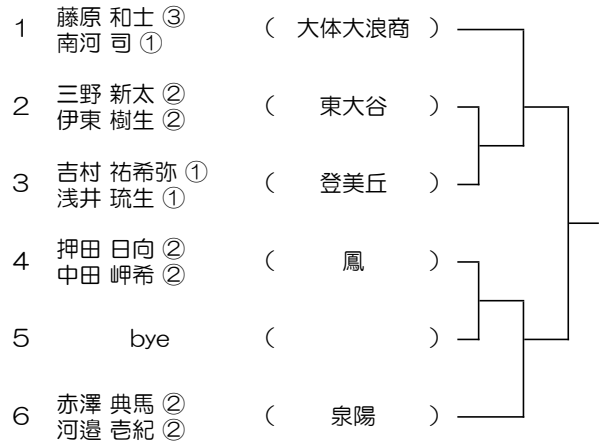 1 藤原 和士 ③ ( 大体大浪商 )
南河 司 ①
2 三野 新太 ② ( 東大谷 )
伊東 樹生 ②
3 吉村 祐希弥 ① ( 登美丘 )
浅井 琉生 ①
4 押田 日向 ② ( 鳳 )
中田 岬希 ②
5 bye ( )
6 赤澤 典馬 ② ( 泉陽 )
河邉 壱紀 ②